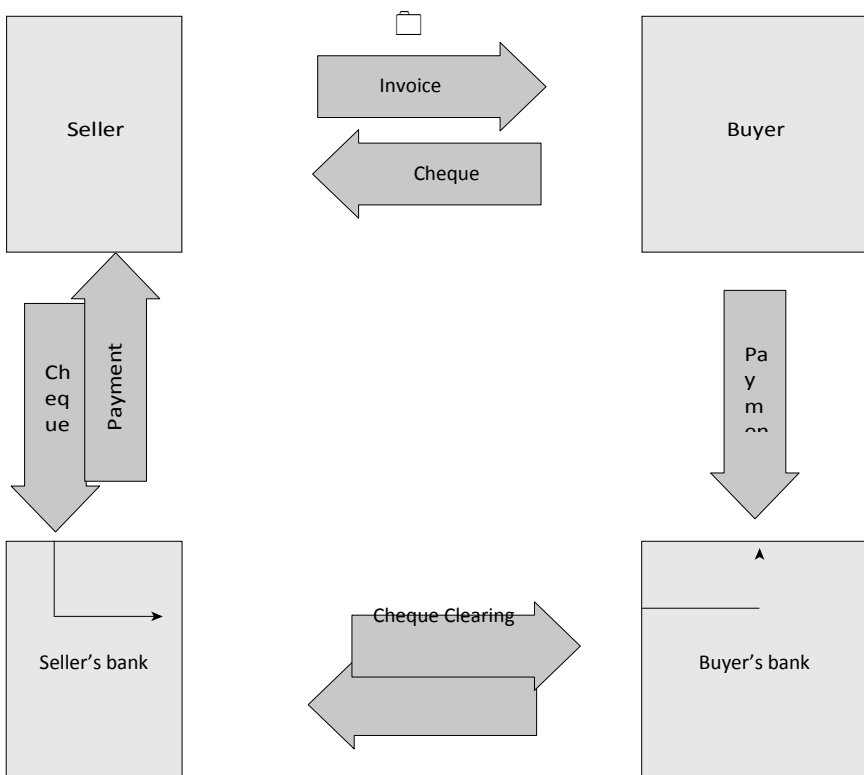 Invoice
Seller
Buyer
Cheque
Ch
eq
ue
Payment
Pa
y
m
Cheque Clearing
Seller’s bank
Buyer’s bank